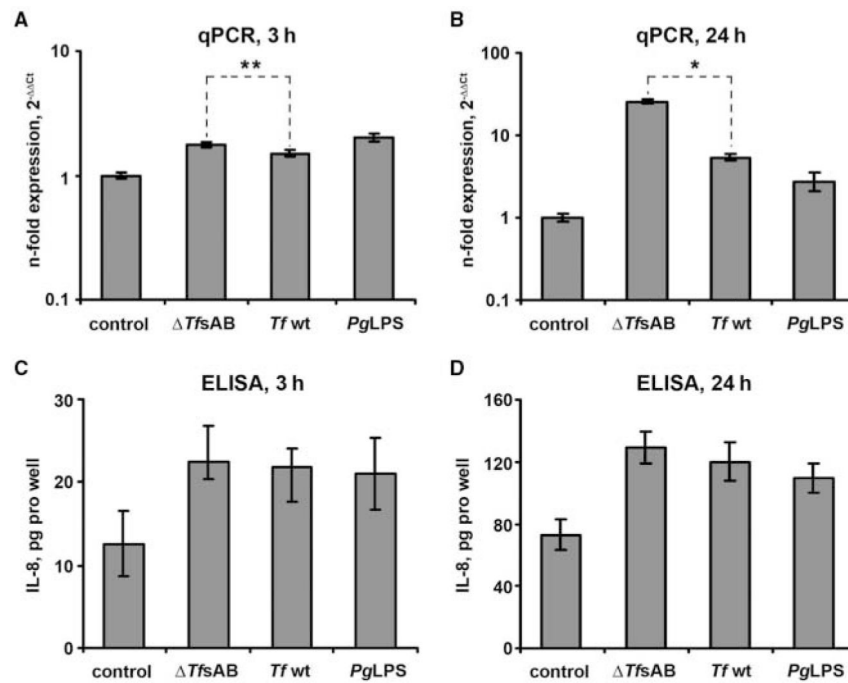 A
qPCR, 3 h
n-fold expression, 2-ΔΔCt
10
1
0.1
**
control
ΔTfsAB
Tf wt
PgLPS
B
qPCR, 24 h
n-fold expression, 2-ΔΔCt
100
10
1
0.1
*
control
ΔTfsAB
Tf wt
PgLPS
C
ELISA, 3 h
IL-8, pg pro well
30
20
10
0
control
ΔTfsAB
Tf wt
PgLPS
D
ELISA, 24 h
IL-8, pg pro well
160
120
80
40
0
control
ΔTfsAB
Tf wt
PgLPS